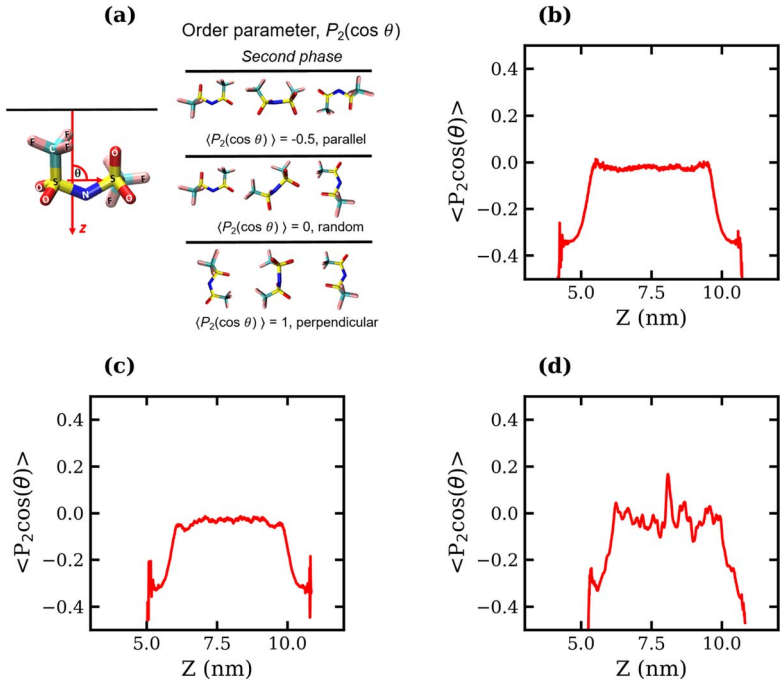 (a)
Order parameter, P₂(cos θ)
Second phase
⟨P₂(cos θ) ⟩ = -0.5, parallel
⟨P₂(cos θ) ⟩ = 0, random
⟨P₂(cos θ) ⟩ = 1, perpendicular
F
F
C
F
O
θ
S
S
F
O
O
N
F
O
z
(b)
<P₂cos(θ)>
0.4
0.2
0.0
−0.2
−0.4
5.0 7.5 10.0
Z (nm)
(c)
<P₂cos(θ)>
0.4
0.2
0.0
−0.2
−0.4
5.0 7.5 10.0
Z (nm)
(d)
<P₂cos(θ)>
0.4
0.2
0.0
−0.2
−0.4
5.0 7.5 10.0
Z (nm)